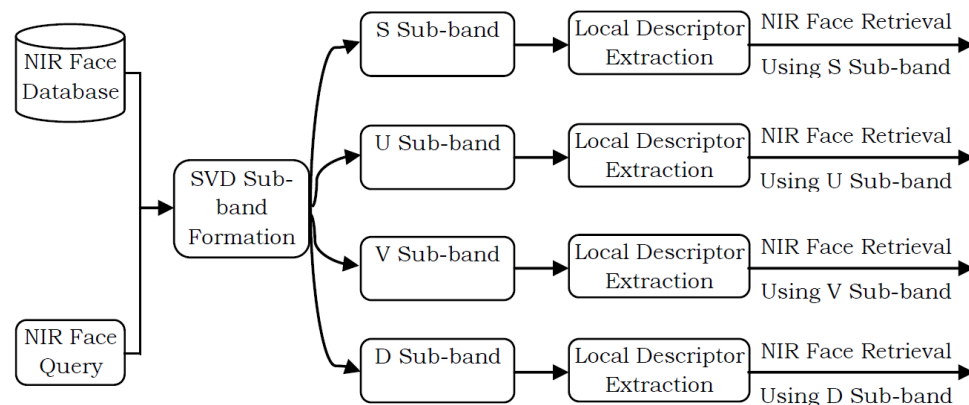 NIR Face
Database
NIR Face
Query
SVD Sub-
band
Formation
S Sub-band
Local Descriptor
Extraction
NIR Face Retrieval
Using S Sub-band
U Sub-band
Local Descriptor
Extraction
NIR Face Retrieval
Using U Sub-band
V Sub-band
Local Descriptor
Extraction
NIR Face Retrieval
Using V Sub-band
D Sub-band
Local Descriptor
Extraction
NIR Face Retrieval
Using D Sub-band